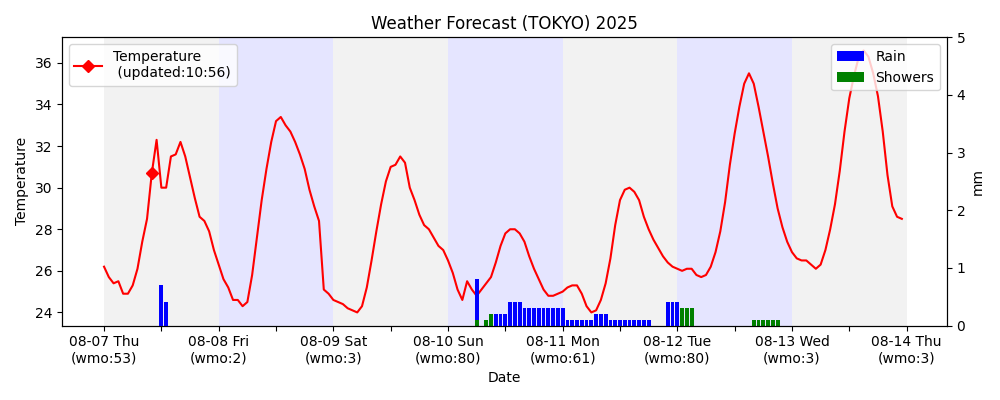 Weather Forecast (TOKYO) 2025
Temperature
(updated:10:56)
Rain
Showers
Temperature
36
34
32
30
28
26
24
5
4
3
2
1
0
mm
08-07 Thu
(wmo:53)
08-08 Fri
(wmo:2)
08-09 Sat
(wmo:3)
08-10 Sun
(wmo:80)
08-11 Mon
(wmo:61)
08-12 Tue
(wmo:80)
08-13 Wed
(wmo:3)
08-14 Thu
(wmo:3)
Date